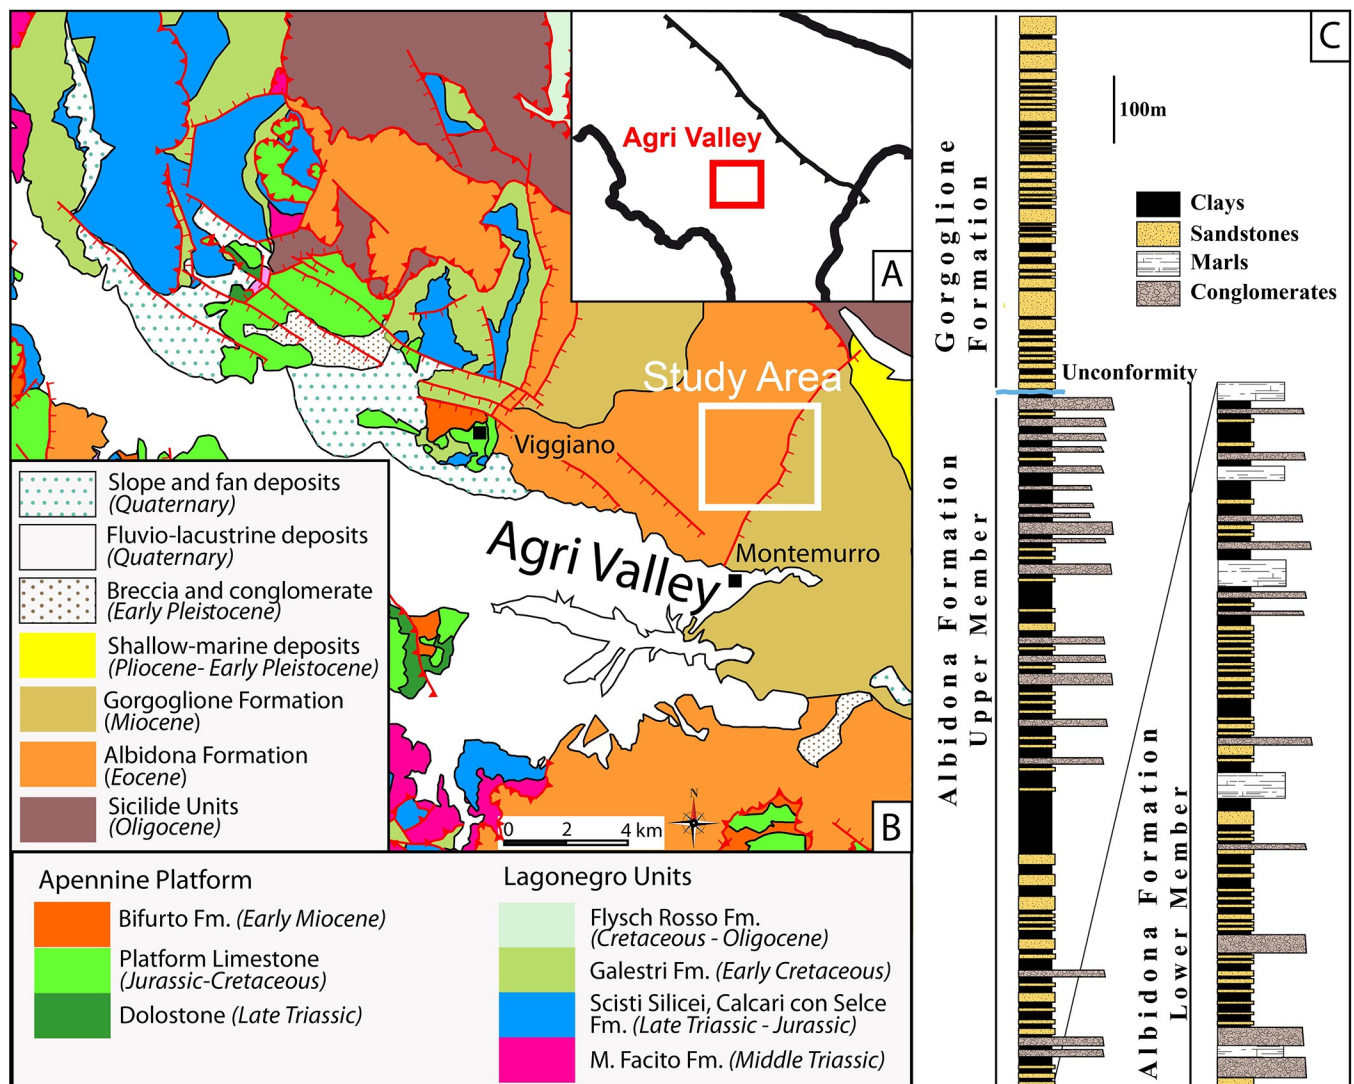 Agri Valley
A
Study Area
Viggiano
Agri Valley
Montemurro
N
0 2 4 km
B
Slope and fan deposits
(Quaternary)
Fluvio-lacustrine deposits
(Quaternary)
Breccia and conglomerate
(Early Pleistocene)
Shallow-marine deposits
(Pliocene- Early Pleistocene)
Gorgoglione Formation
(Miocene)
Albidona Formation
(Eocene)
Sicilide Units
(Oligocene)
Apennine Platform
Bifurto Fm. (Early Miocene)
Platform Limestone
(Jurassic-Cretaceous)
Dolostone (Late Triassic)
Lagonegro Units
Flysch Rosso Fm.
(Cretaceous - Oligocene)
Galestri Fm. (Early Cretaceous)
Scisti Silicei, Calcari con Selce
Fm. (Late Triassic - Jurassic)
M. Facito Fm. (Middle Triassic)
C
100m
Clays
Sandstones
Marls
Conglomerates
Gorgoglione
Formation
Unconformity
Albidona Formation
Upper Member
Albidona Formation
Lower Member